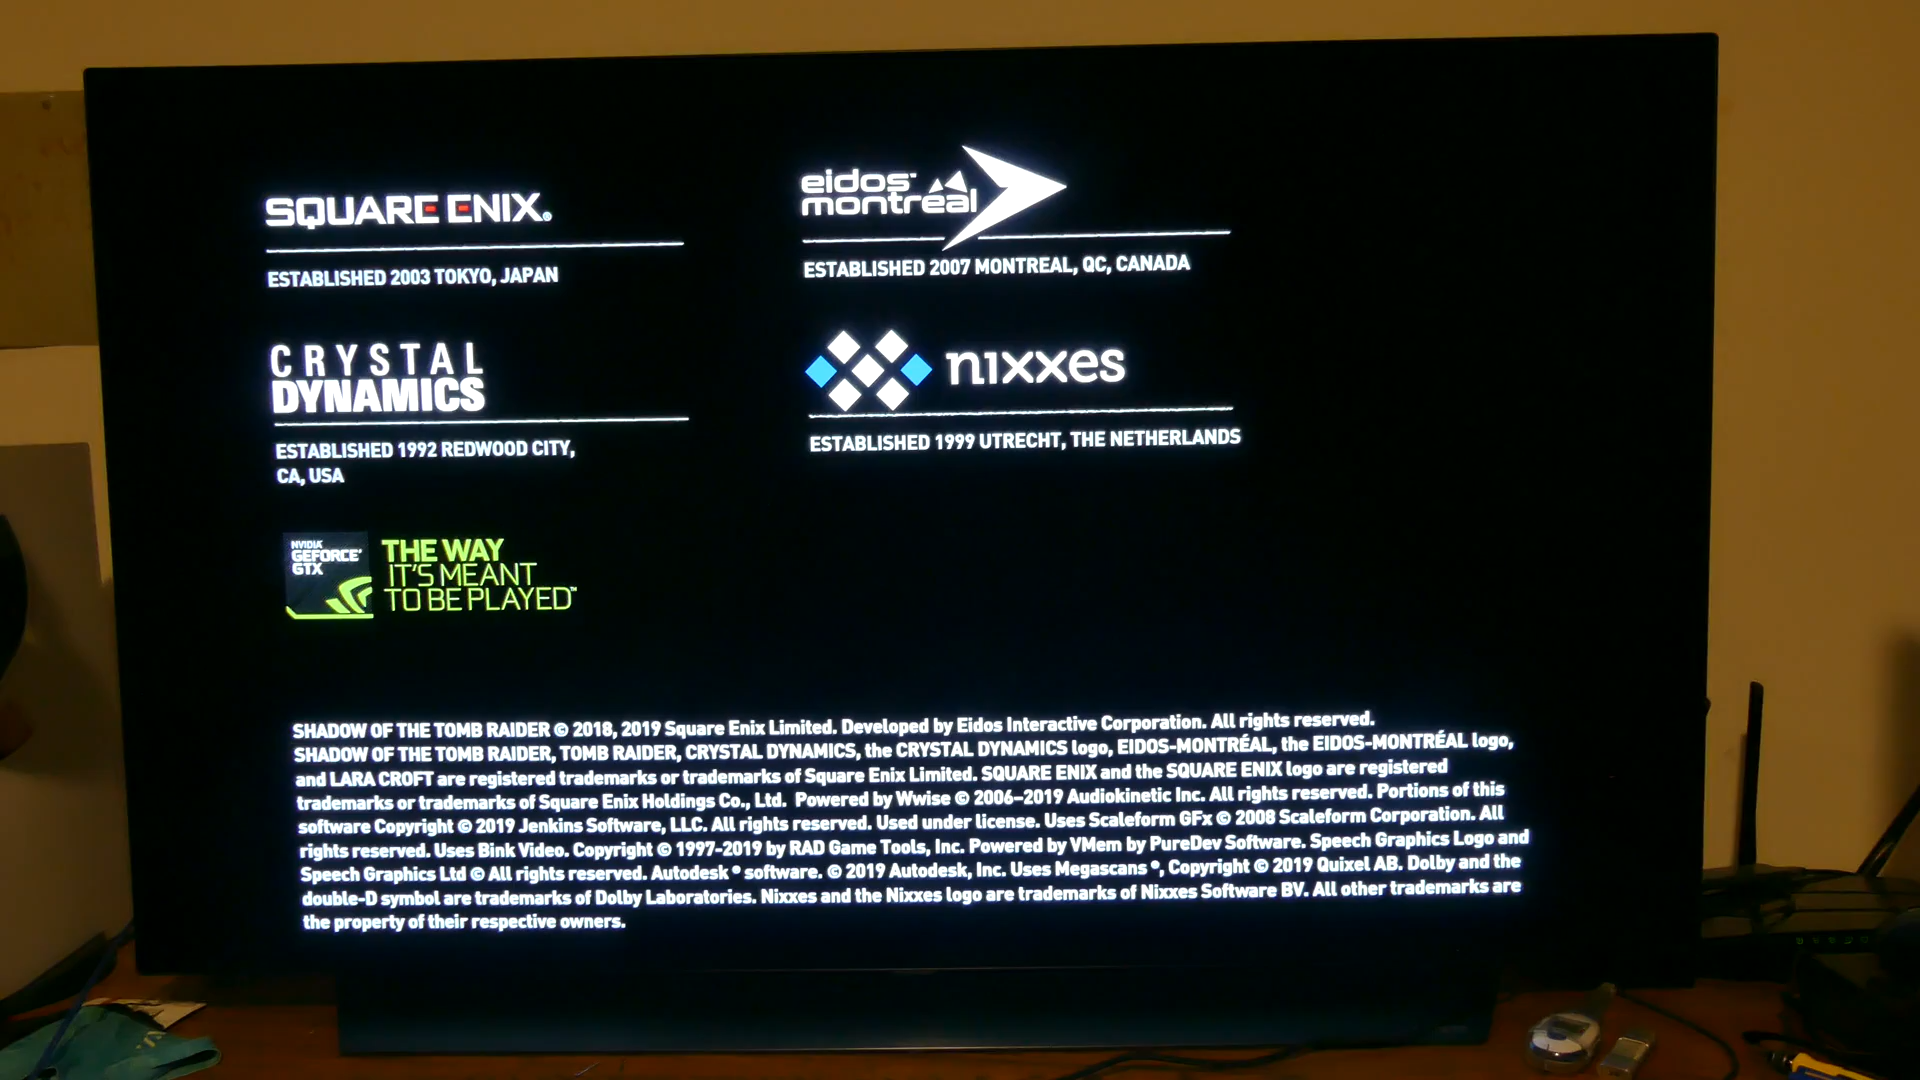 SQUARE ENIX®
ESTABLISHED 2003 TOKYO, JAPAN
eidos™
montréal
ESTABLISHED 2007 MONTREAL, QC, CANADA
CRYSTAL
DYNAMICS
ESTABLISHED 1992 REDWOOD CITY,
CA, USA
nixxes
ESTABLISHED 1999 UTRECHT, THE NETHERLANDS
NVIDIA
GEFORCE®
GTX
THE WAY
IT'S MEANT
TO BE PLAYED™
SHADOW OF THE TOMB RAIDER © 2018, 2019 Square Enix Limited. Developed by Eidos Interactive Corporation. All rights reserved.
SHADOW OF THE TOMB RAIDER, TOMB RAIDER, CRYSTAL DYNAMICS, the CRYSTAL DYNAMICS logo, EIDOS-MONTRÉAL, the EIDOS-MONTRÉAL logo,
and LARA CROFT are registered trademarks or trademarks of Square Enix Limited. SQUARE ENIX and the SQUARE ENIX logo are registered
trademarks or trademarks of Square Enix Holdings Co., Ltd. Powered by Wwise © 2006–2019 Audiokinetic Inc. All rights reserved. Portions of this
software Copyright © 2019 Jenkins Software, LLC. All rights reserved. Used under license. Uses Scaleform GFx © 2008 Scaleform Corporation. All
rights reserved. Uses Bink Video. Copyright © 1997-2019 by RAD Game Tools, Inc. Powered by VMem by PureDev Software. Speech Graphics Logo and
Speech Graphics Ltd © All rights reserved. Autodesk® software. © 2019 Autodesk, Inc. Uses Megascans®, Copyright © 2019 Quixel AB. Dolby and the
double-D symbol are trademarks of Dolby Laboratories. Nixxes and the Nixxes logo are trademarks of Nixxes Software BV. All other trademarks are
the property of their respective owners.